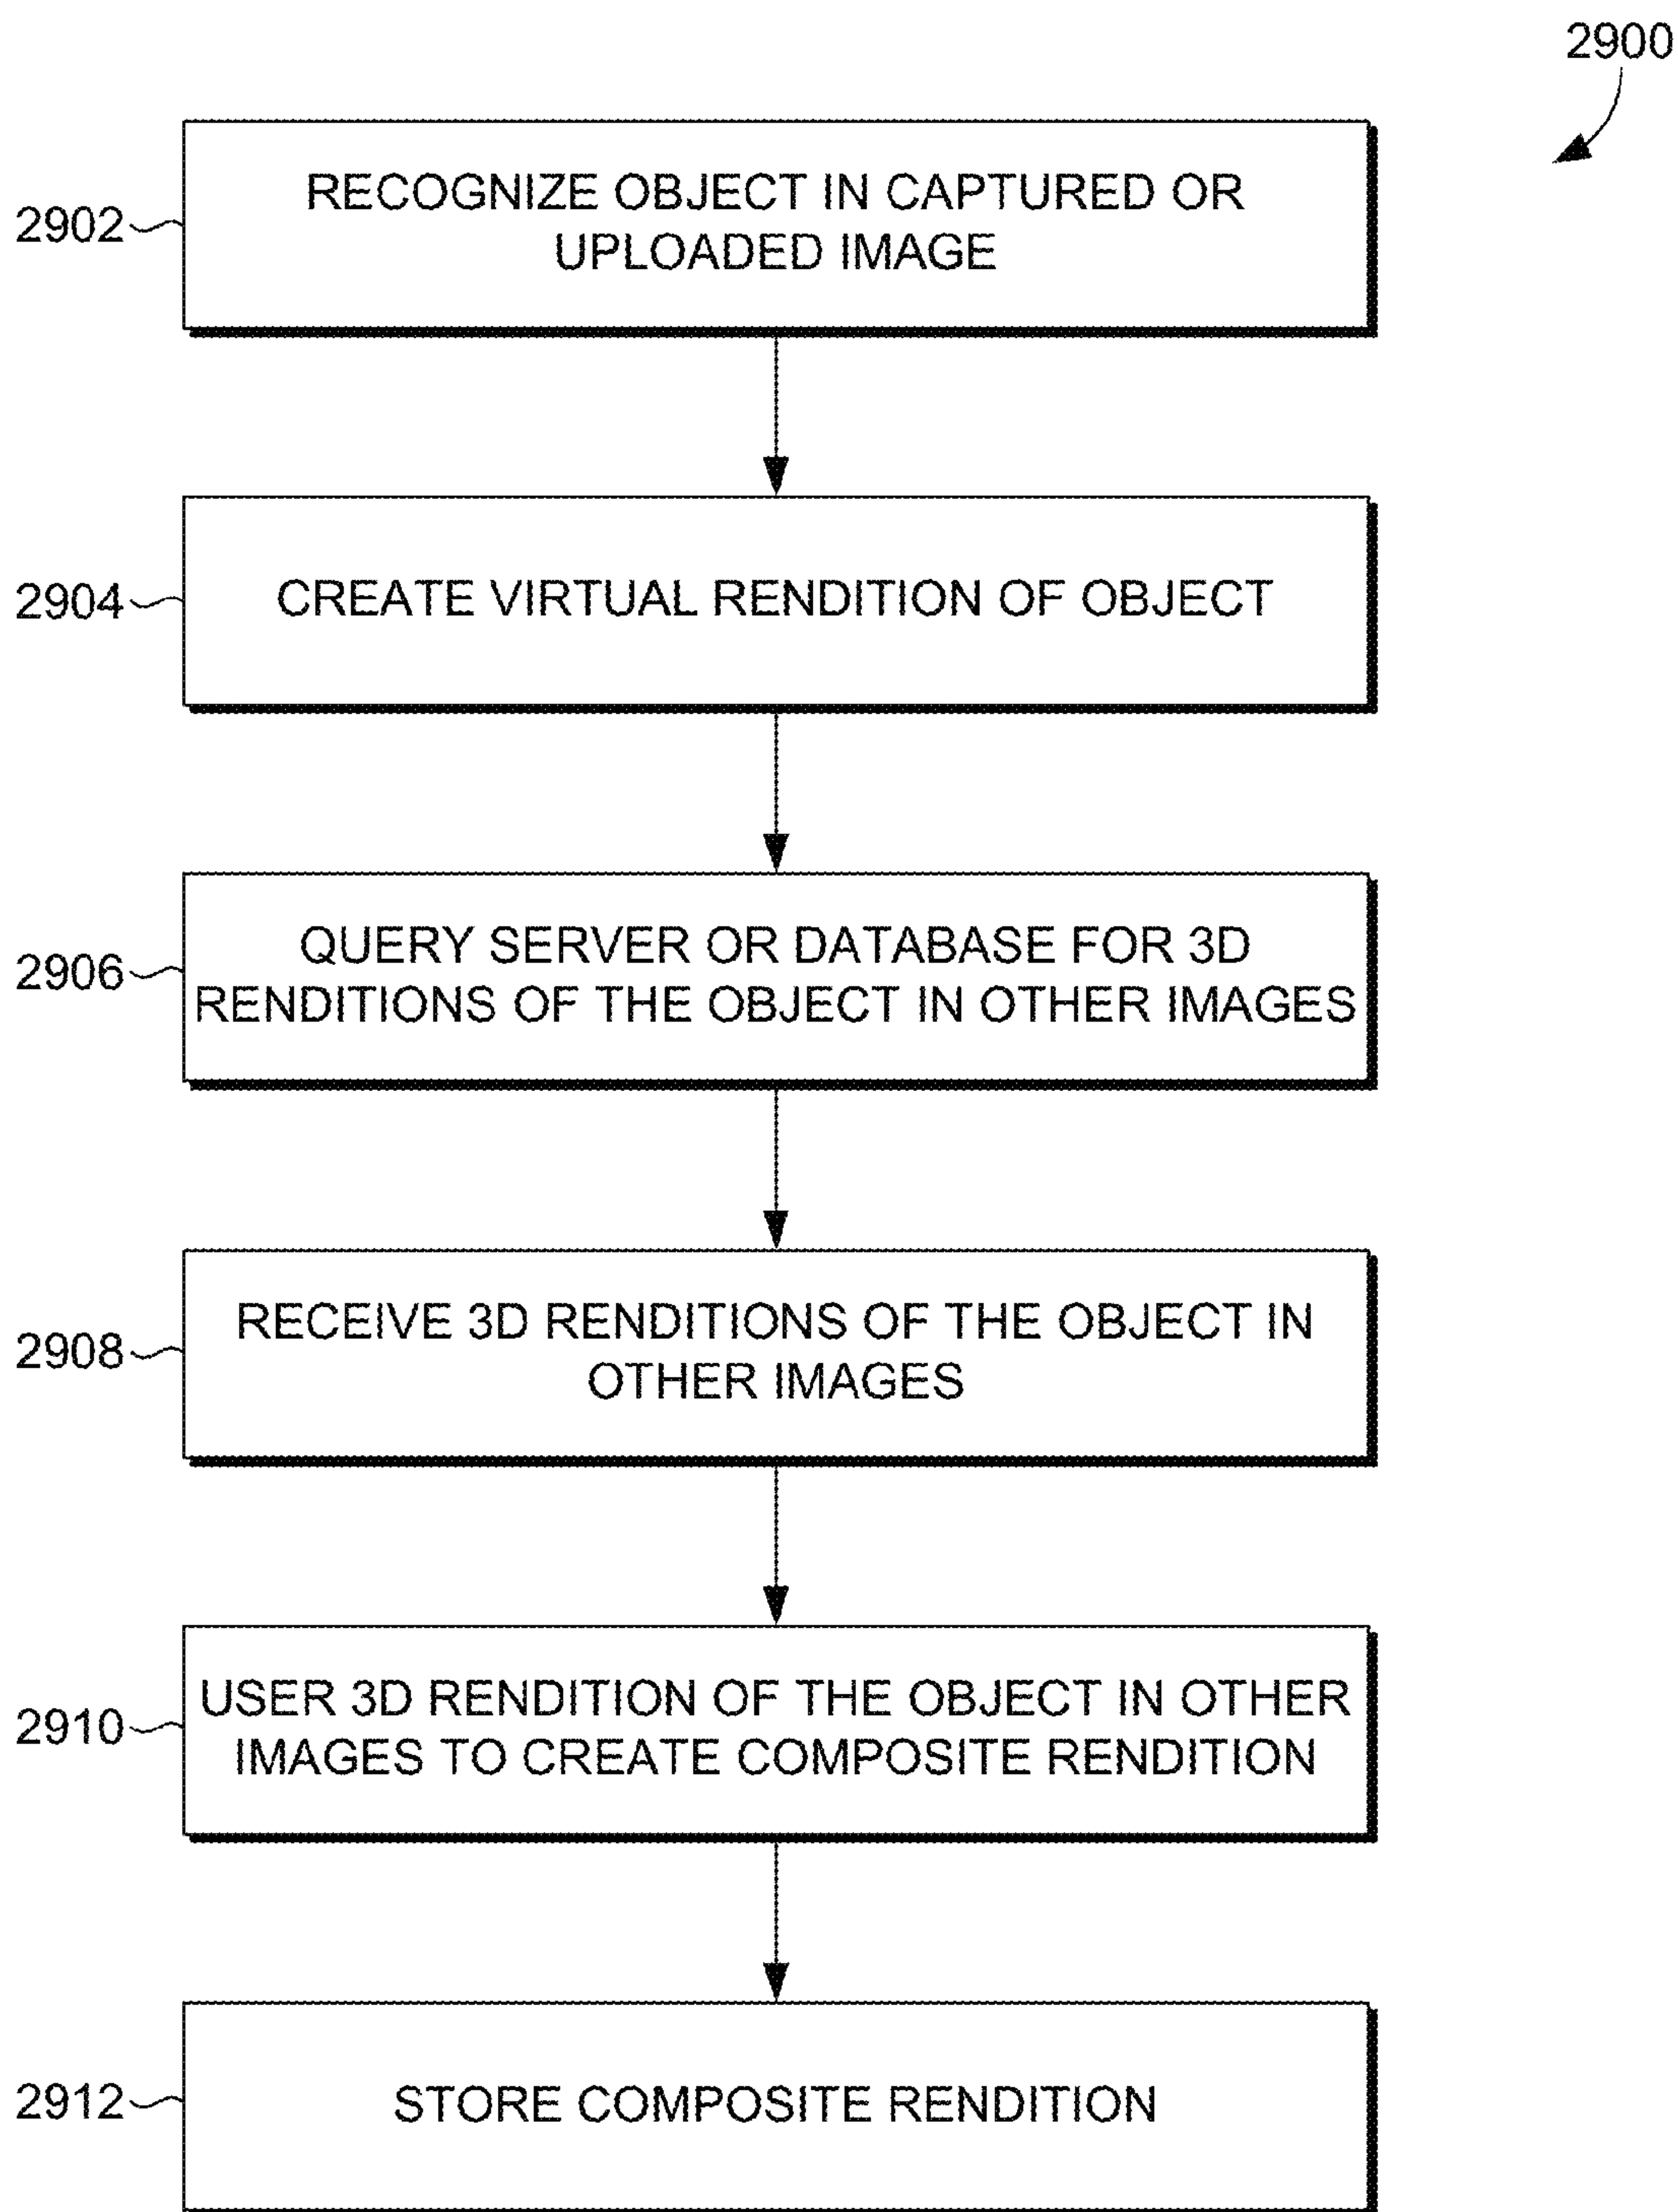 2900
2902
RECOGNIZE OBJECT IN CAPTURED OR
UPLOADED IMAGE
2904
CREATE VIRTUAL RENDITION OF OBJECT
2906
QUERY SERVER OR DATABASE FOR 3D
RENDITIONS OF THE OBJECT IN OTHER IMAGES
2908
RECEIVE 3D RENDITIONS OF THE OBJECT IN
OTHER IMAGES
2910
USER 3D RENDITION OF THE OBJECT IN OTHER
IMAGES TO CREATE COMPOSITE RENDITION
2912
STORE COMPOSITE RENDITION